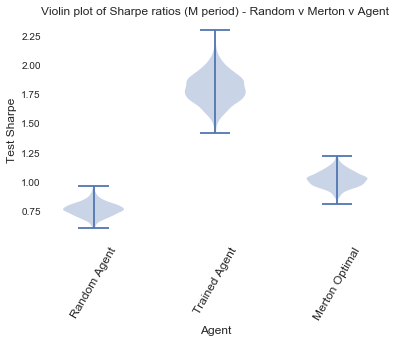 Violin plot of Sharpe ratios (M period) - Random v Merton v Agent
2.25
2.00
1.75
1.50
1.25
1.00
0.75
Test Sharpe
Random Agent
Trained Agent
Merton Optimal
Agent